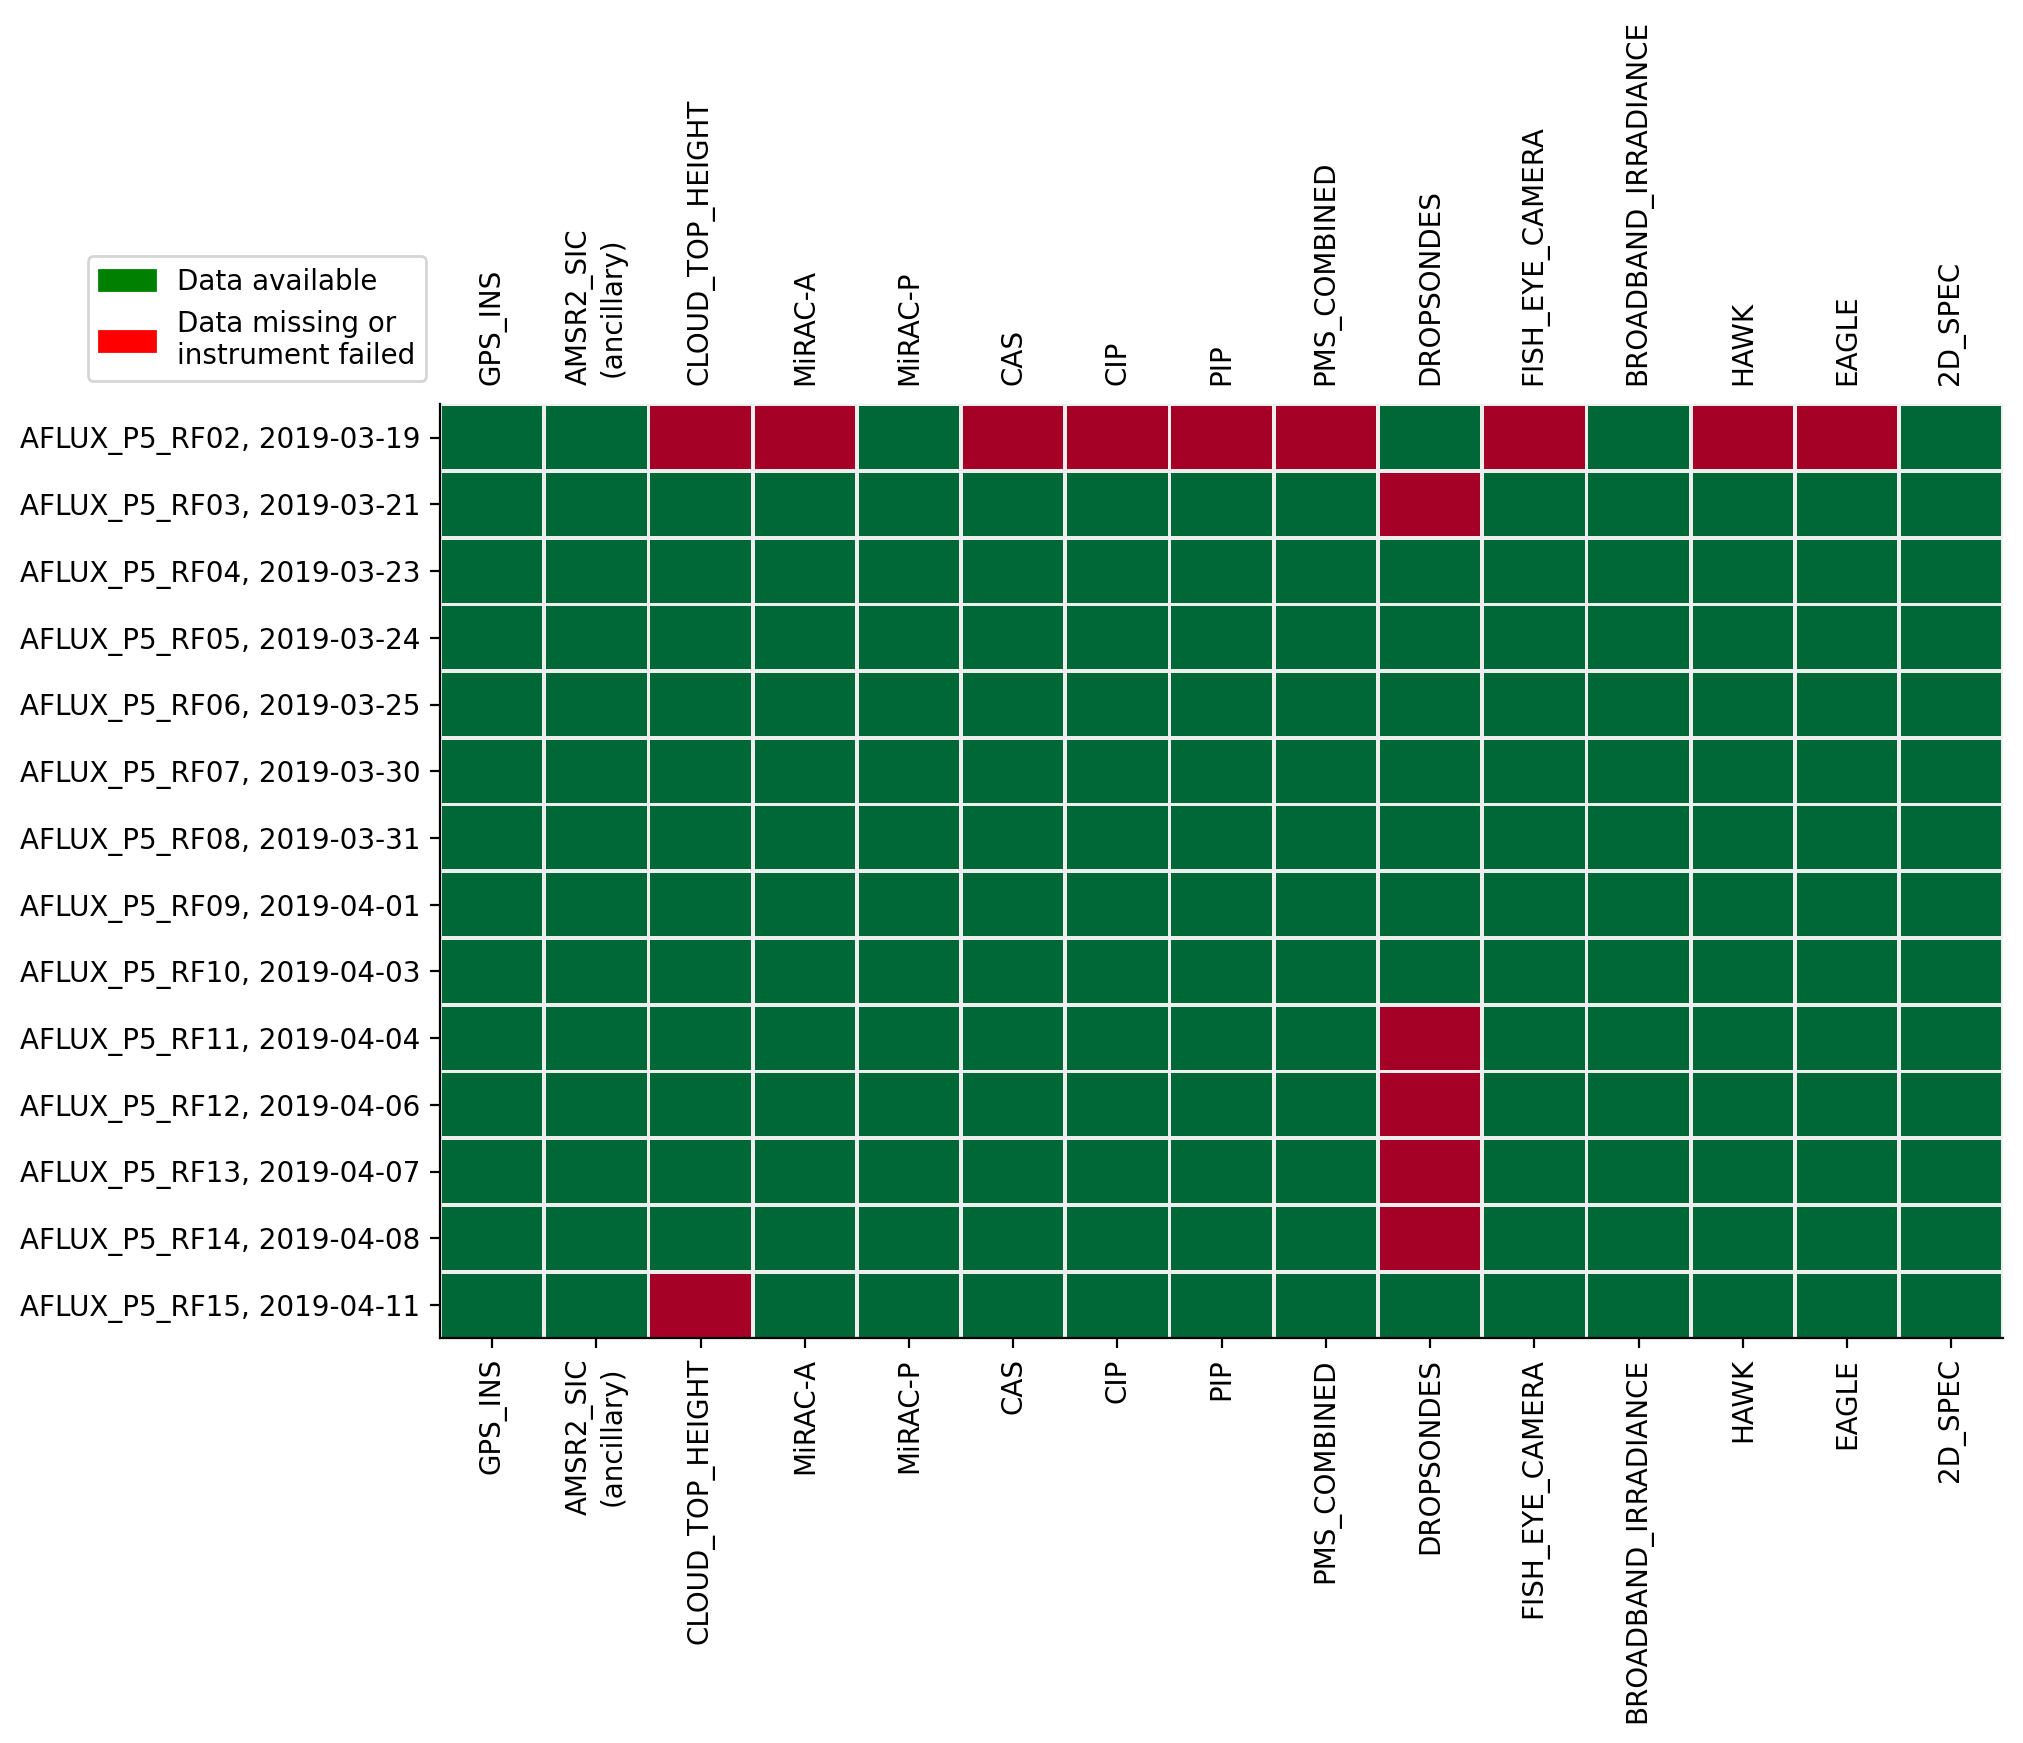 Data available
Data missing or
instrument failed
GPS_INS
AMSR2_SIC
(ancillary)
CLOUD_TOP_HEIGHT
MiRAC-A
MiRAC-P
CAS
CIP
PIP
PMS_COMBINED
DROPSONDES
FISH_EYE_CAMERA
BROADBAND_IRRADIANCE
HAWK
EAGLE
2D_SPEC
AFLUX_P5_RF02, 2019-03-19
AFLUX_P5_RF03, 2019-03-21
AFLUX_P5_RF04, 2019-03-23
AFLUX_P5_RF05, 2019-03-24
AFLUX_P5_RF06, 2019-03-25
AFLUX_P5_RF07, 2019-03-30
AFLUX_P5_RF08, 2019-03-31
AFLUX_P5_RF09, 2019-04-01
AFLUX_P5_RF10, 2019-04-03
AFLUX_P5_RF11, 2019-04-04
AFLUX_P5_RF12, 2019-04-06
AFLUX_P5_RF13, 2019-04-07
AFLUX_P5_RF14, 2019-04-08
AFLUX_P5_RF15, 2019-04-11
GPS_INS
AMSR2_SIC
(ancillary)
CLOUD_TOP_HEIGHT
MiRAC-A
MiRAC-P
CAS
CIP
PIP
PMS_COMBINED
DROPSONDES
FISH_EYE_CAMERA
BROADBAND_IRRADIANCE
HAWK
EAGLE
2D_SPEC